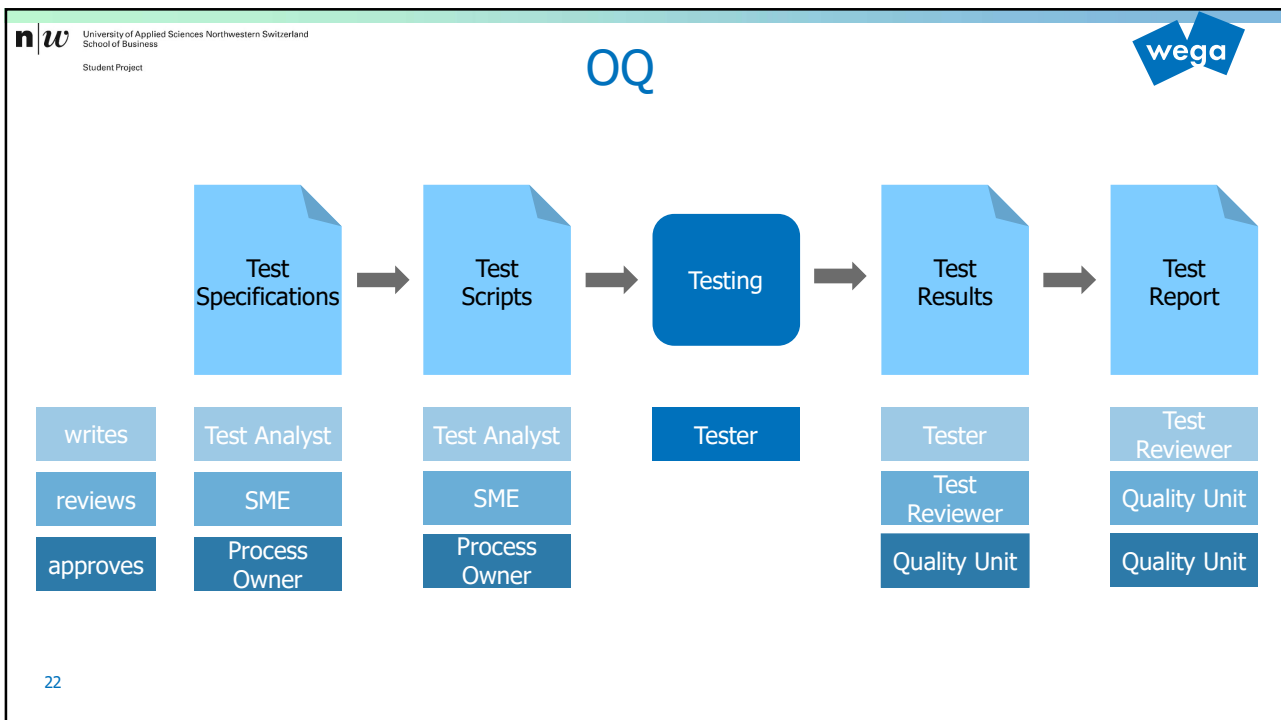 n|w University of Applied Sciences Northwestern Switzerland
School of Business
Student Project
OQ
wega
Test
Specifications
Test
Scripts
Testing
Test
Results
Test
Report
writes
Test Analyst
Test Analyst
Tester
Tester
Test
Reviewer
reviews
SME
SME
Test
Reviewer
Quality Unit
approves
Process
Owner
Process
Owner
Quality Unit
Quality Unit
22